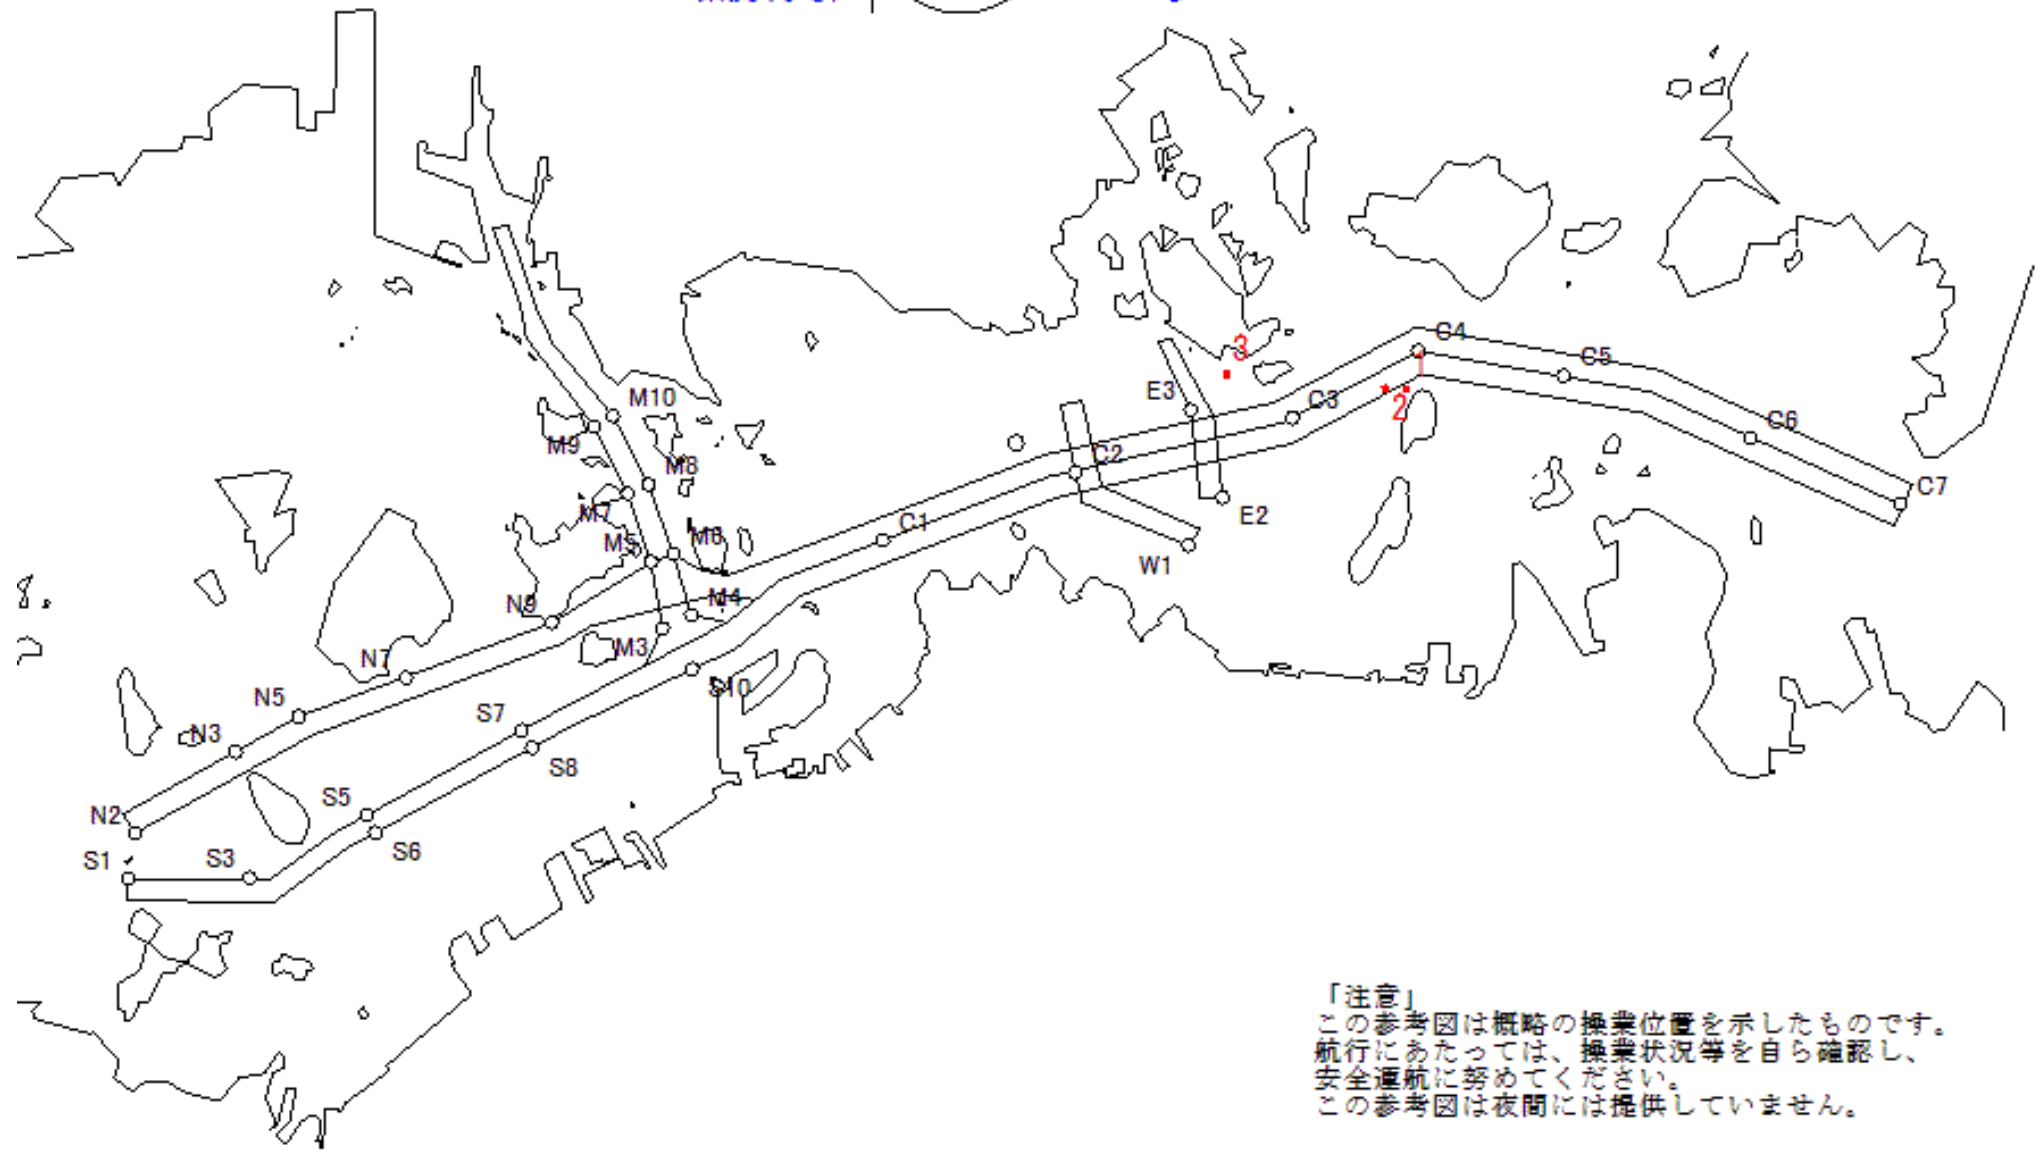 C4
3
C5
1
E3
M10
2
C3
C6
M9
C2
M8
C7
M7
E2
C1
M6
M5
W1
N9
M4
M3
N7
S10
N5
S7
N3
S8
S5
N2
S6
S1
S3
「注意」
この参考図は概略の操業位置を示したものです。
航行にあたっては、操業状況等を自ら確認し、
安全運航に努めてください。
この参考図は夜間には提供していません。